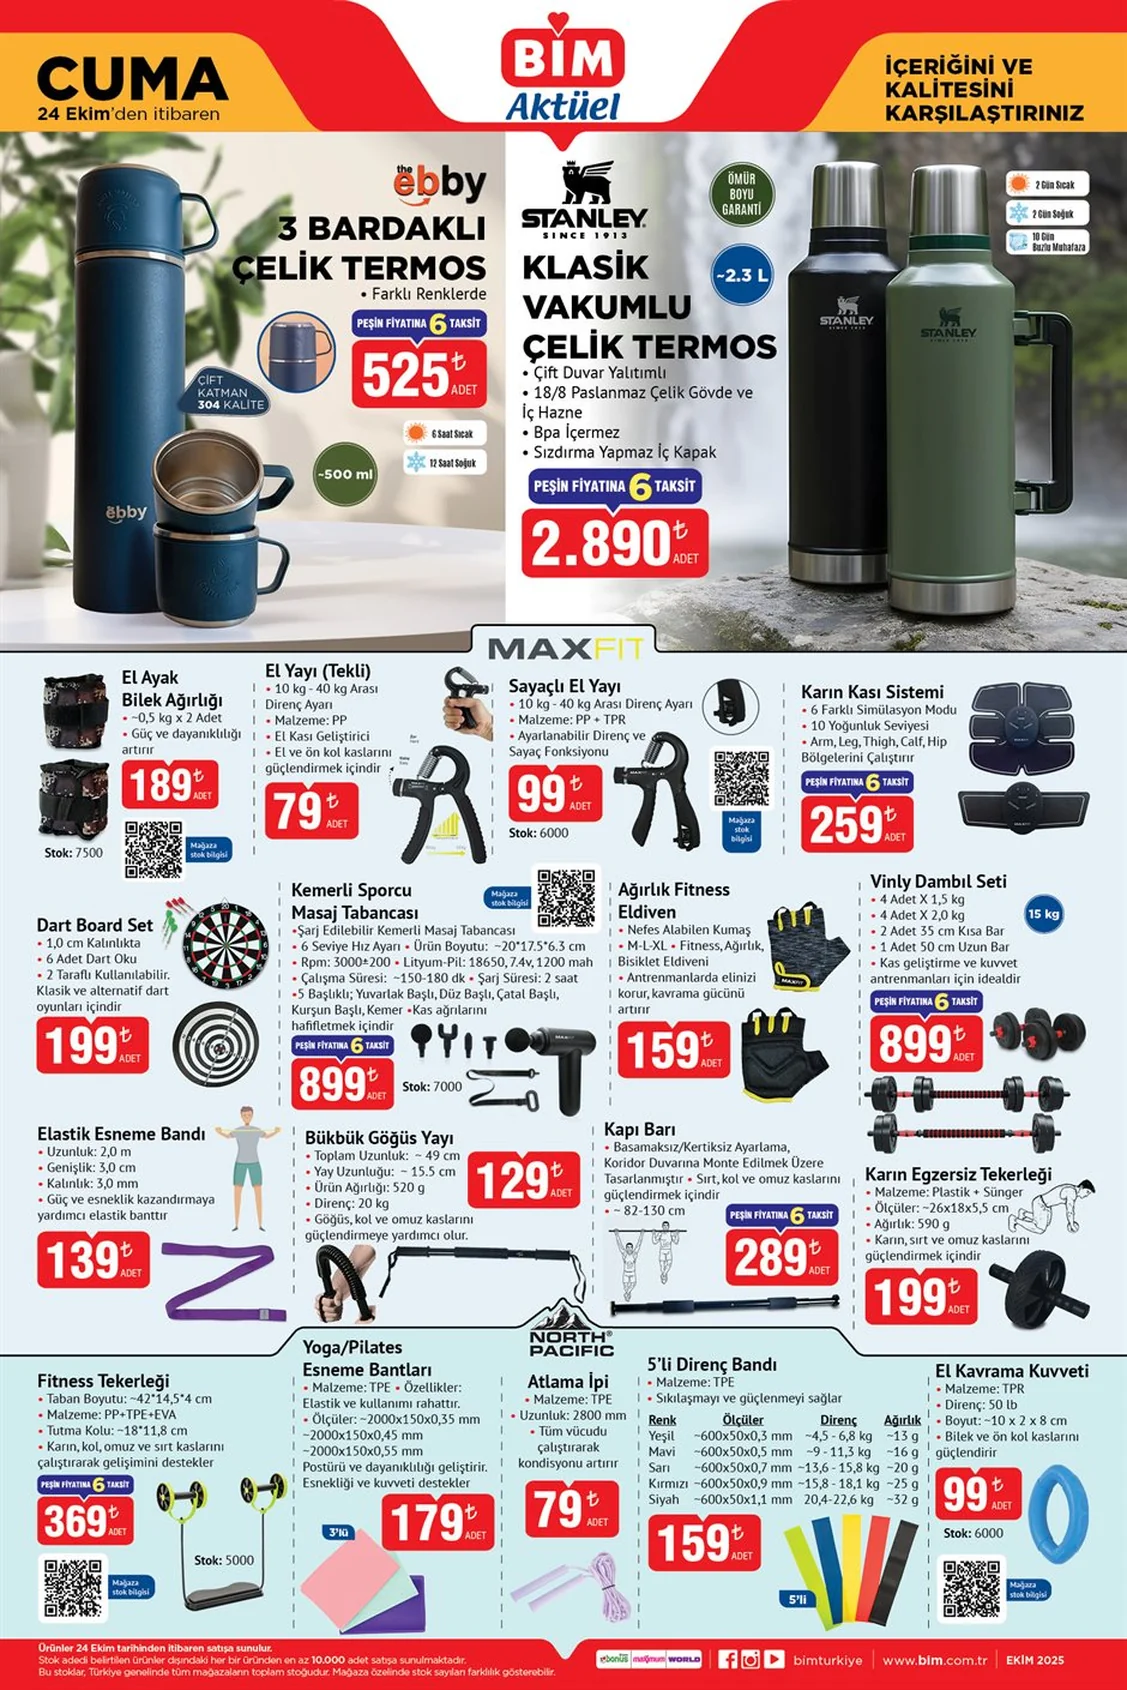 CUMA
24 Ekim'den itibaren
BİM
Aktüel
İÇERİĞİNİ VE
KALİTESİNİ
KARŞILAŞTIRINIZ
the ebby
3 BARDAKLI
ÇELİK TERMOS
• Farklı Renklerde
PEŞİN FİYATINA 6 TAKSİT
525₺
ADET
ÇİFT
KATMAN
304 KALİTE
6 Saat Sıcak
12 Saat Soğuk
~500 ml
ebby
STANLEY
SINCE 1913
KLASİK
VAKUMLU
ÇELİK TERMOS
• Çift Duvar Yalıtımlı
• 18/8 Paslanmaz Çelik Gövde ve
İç Hazne
• Bpa İçermez
• Sızdırma Yapmaz İç Kapak
PEŞİN FİYATINA 6 TAKSİT
2.890₺
ADET
ÖMÜR
BOYU
GARANTİ
~2.3 L
2 Gün Sıcak
2 Gün Soğuk
10 Gün
Buzlu Muhafaza
STANLEY
STANLEY
MAXFIT
El Ayak
Bilek Ağırlığı
• ~0,5 kg x 2 Adet
• Güç ve dayanıklılığı
artırır
189₺
ADET
Stok: 7500
Mağaza
stok bilgisi
El Yayı (Tekli)
• 10 kg - 40 kg Arası
Direnç Ayarı
• Malzeme: PP
• El Kası Geliştirici
• El ve ön kol kaslarını
güçlendirmek içindir
79₺
ADET
Sayaçlı El Yayı
• 10 kg - 40 kg Arası Direnç Ayarı
• Malzeme: PP + TPR
• Ayarlanabilir Direnç ve
Sayaç Fonksiyonu
99₺
ADET
Stok: 6000
Mağaza
stok
bilgisi
Karın Kası Sistemi
• 6 Farklı Simülasyon Modu
• 10 Yoğunluk Seviyesi
• Arm, Leg, Thigh, Calf, Hip
Bölgelerini Çalıştırır
PEŞİN FİYATINA 6 TAKSİT
259₺
ADET
Dart Board Set
• 1,0 cm Kalınlıkta
• 6 Adet Dart Oku
• 2 Taraflı Kullanılabilir.
Klasik ve alternatif dart
oyunları içindir
199₺
ADET
Kemerli Sporcu
Masaj Tabancası
Mağaza
stok bilgisi
•Şarj Edilebilir Kemerli Masaj Tabancası
• 6 Seviye Hız Ayarı • Ürün Boyutu: ~20*17.5*6.3 cm
• Rpm: 3000±200 • Lityum-Pil: 18650, 7.4v, 1200 mah
• Çalışma Süresi: ~150-180 dk • Şarj Süresi: 2 saat
•5 Başlıklı; Yuvarlak Başlı, Düz Başlı, Çatal Başlı,
Kurşun Başlı, Kemer •Kas ağrılarını
hafifletmek içindir
PEŞİN FİYATINA 6 TAKSİT
899₺
ADET
Stok: 7000
MAXFIT
Ağırlık Fitness
Eldiven
• Nefes Alabilen Kumaş
• M-L-XL • Fitness, Ağırlık,
Bisiklet Eldiveni
• Antrenmanlarda elinizi
korur, kavrama gücünü
artırır
159₺
ADET
MAXFIT
Vinly Dambıl Seti
• 4 Adet X 1,5 kg
• 4 Adet X 2,0 kg
• 2 Adet 35 cm Kısa Bar
• 1 Adet 50 cm Uzun Bar
• Kas geliştirme ve kuvvet
antrenmanları için idealdir
15 kg
PEŞİN FİYATINA 6 TAKSİT
899₺
ADET
Elastik Esneme Bandı
• Uzunluk: 2,0 m
• Genişlik: 3,0 cm
• Kalınlık: 3,0 mm
• Güç ve esneklik kazandırmaya
yardımcı elastik banttır
139₺
ADET
Bükbük Göğüs Yayı
• Toplam Uzunluk: ~ 49 cm
• Yay Uzunluğu: ~ 15.5 cm
• Ürün Ağırlığı: 520 g
• Direnç: 20 kg
• Göğüs, kol ve omuz kaslarını
güçlendirmeye yardımcı olur.
129₺
ADET
Kapı Barı
• Basamaksız/Kertiksiz Ayarlama,
Koridor Duvarına Monte Edilmek Üzere
Tasarlanmıştır • Sırt, kol ve omuz kaslarını
güçlendirmek içindir
• ~ 82-130 cm
PEŞİN FİYATINA 6 TAKSİT
289₺
ADET
Karın Egzersiz Tekerleği
• Malzeme: Plastik + Sünger
• Ölçüler: ~26x18x5,5 cm
• Ağırlık: 590 g
• Karın, sırt ve omuz kaslarını
güçlendirmek içindir
199₺
ADET
NORTH
PACIFIC
Fitness Tekerleği
• Taban Boyutu: ~42*14,5*4 cm
• Malzeme: PP+TPE+EVA
• Tutma Kolu: ~18*11,8 cm
• Karın, kol, omuz ve sırt kaslarını
çalıştırarak gelişimini destekler
PEŞİN FİYATINA 6 TAKSİT
369₺
ADET
Stok: 5000
Mağaza
stok bilgisi
Yoga/Pilates
Esneme Bantları
• Malzeme: TPE • Özellikler:
Elastik ve kullanımı rahattır.
• Ölçüler: ~2000x150x0,35 mm
~2000x150x0,45 mm
~2000x150x0,55 mm
Postürü ve dayanıklılığı geliştirir.
Esnekliği ve kuvveti destekler
179₺
ADET
3'lü
Atlama İpi
• Malzeme: TPE
• Uzunluk: 2800 mm
• Tüm vücudu
çalıştırarak
kondisyonu artırır
79₺
ADET
5'li Direnç Bandı
• Malzeme: TPE
• Sıkılaşmayı ve güçlenmeyi sağlar
Renk Ölçüler Direnç Ağırlık
Yeşil ~600x50x0,3 mm ~4,5 - 6,8 kg ~13 g
Mavi ~600x50x0,5 mm ~9 - 11,3 kg ~16 g
Sarı ~600x50x0,7 mm ~13,6 - 15,8 kg ~20 g
Kırmızı ~600x50x0,9 mm ~15,8 - 18,1 kg ~25 g
Siyah ~600x50x1,1 mm 20,4-22,6 kg ~32 g
159₺
ADET
5'li
El Kavrama Kuvveti
• Malzeme: TPR
• Direnç: 50 lb
• Boyut: ~10 x 2 x 8 cm
• Bilek ve ön kol kaslarını
güçlendirir
99₺
ADET
Stok: 6000
Mağaza
stok bilgisi
Ürünler 24 Ekim tarihinden itibaren satışa sunulur.
Stok adedi belirtilen ürünler dışındaki her bir üründen en az 10.000 adet satışa sunulmaktadır.
Bu stoklar, Türkiye genelinde tüm mağazaların toplam stoğudur. Mağaza özelinde stok sayıları farklılık gösterebilir.
bonus maximum WORLD
bimturkiye
www.bim.com.tr
EKİM 2025